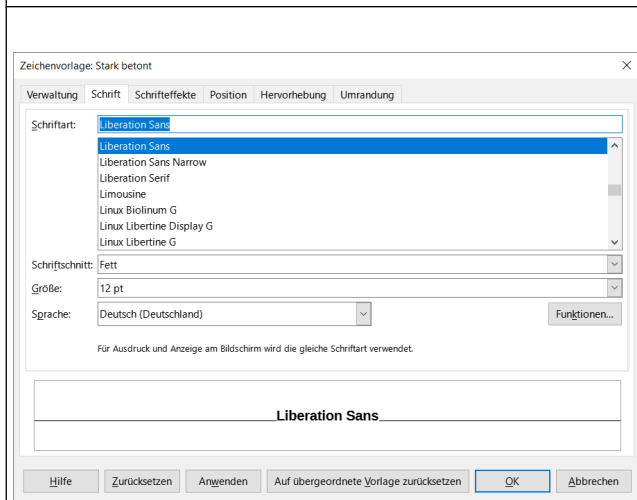 Zeichenvorlage: Stark betont
Verwaltung Schrift Schrifteffekte Position Hervorhebung Umrandung
Schriftart: Liberation Sans
Liberation Sans
Liberation Sans Narrow
Liberation Serif
Limousine
Linux Biolinum G
Linux Libertine Display G
Linux Libertine G
Schriftschnitt: Fett
Größe: 12 pt
Sprache: Deutsch (Deutschland) Funktionen...
Für Ausdruck und Anzeige am Bildschirm wird die gleiche Schriftart verwendet.
Liberation Sans
Hilfe Zurücksetzen Anwenden Auf übergeordnete Vorlage zurücksetzen OK Abbrechen